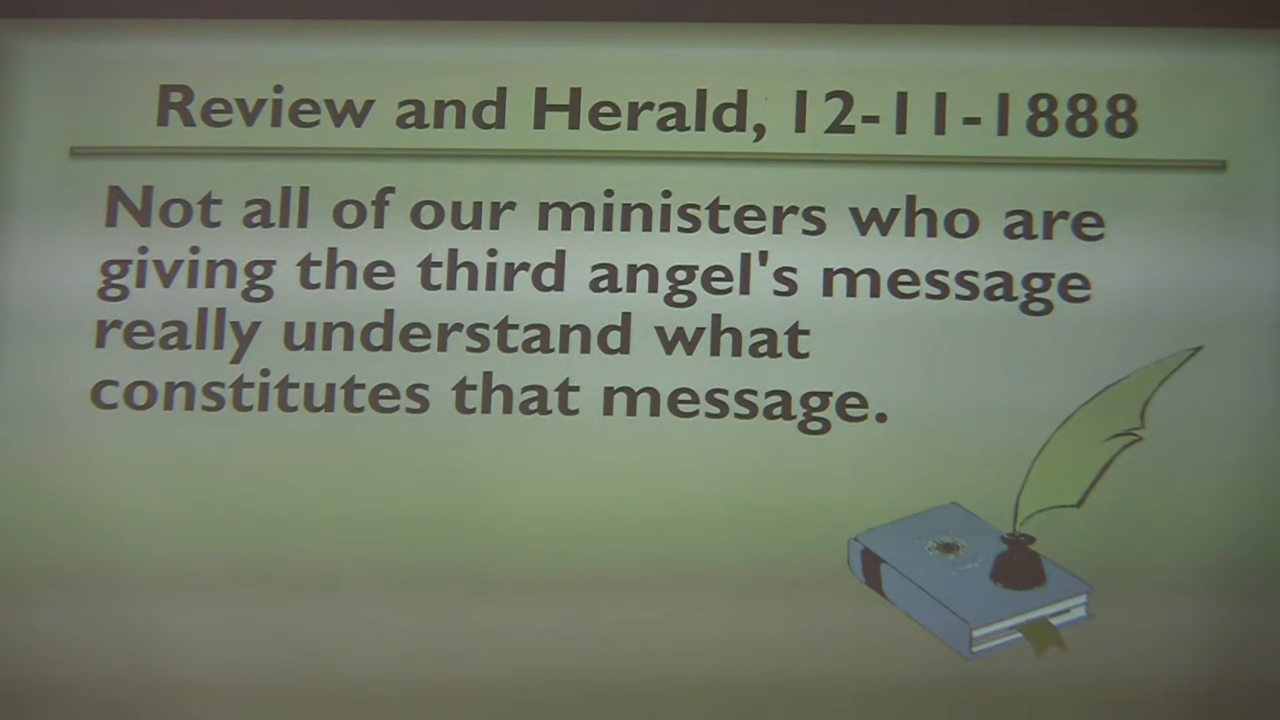 Review and Herald, 12-11-1888
Not all of our ministers who are
giving the third angel's message
really understand what
constitutes that message.